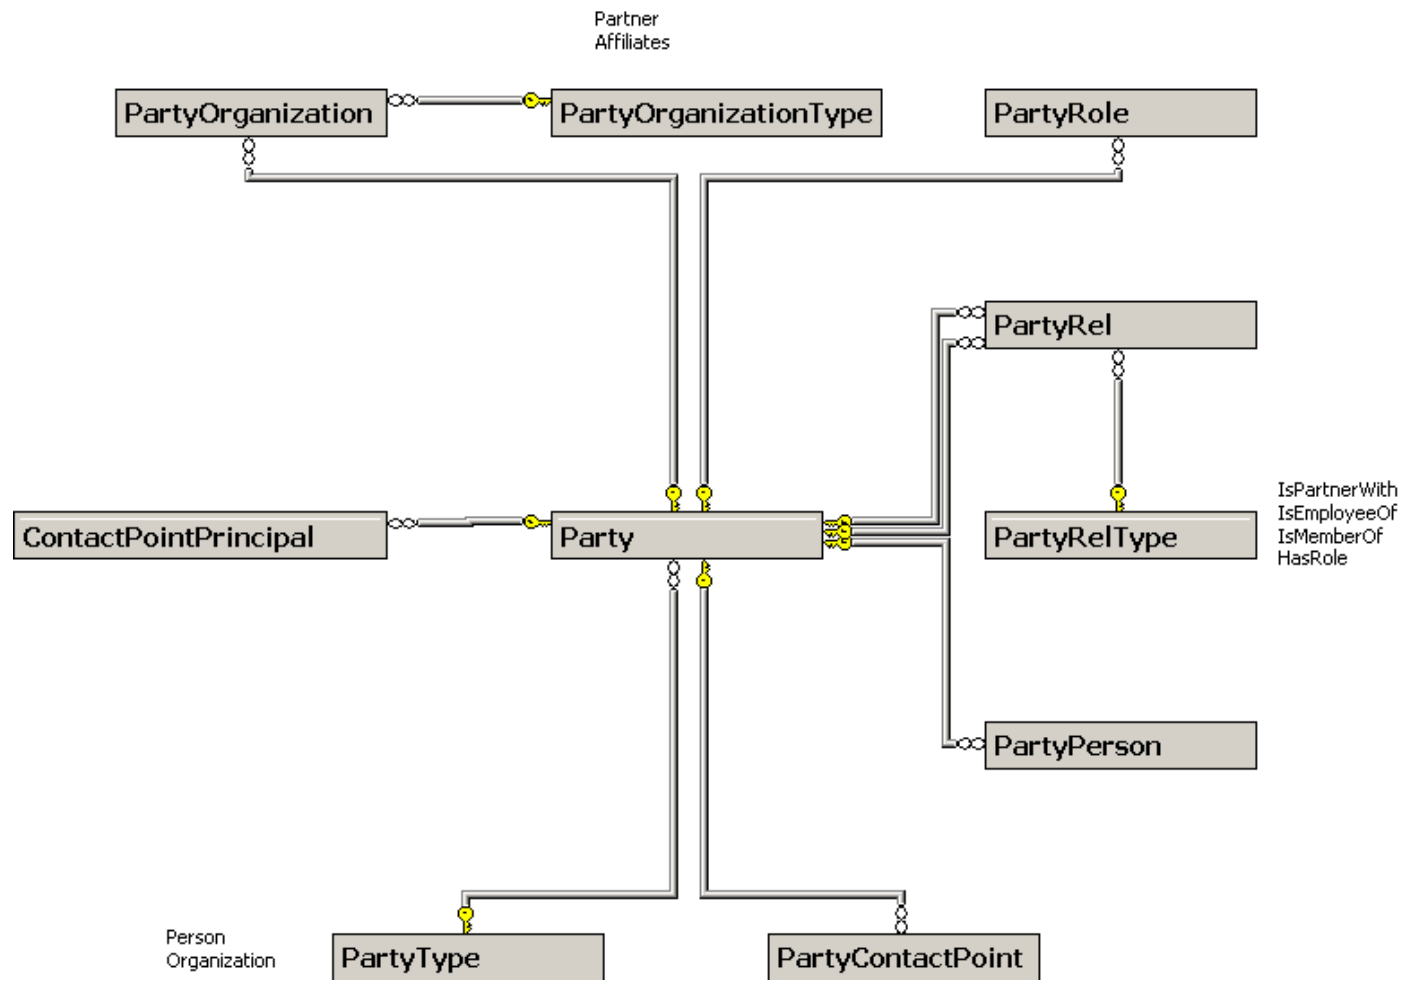 Partner
Affiliates
PartyOrganization
PartyOrganizationType
PartyRole
PartyRel
ContactPointPrincipal
Party
PartyRelType
IsPartnerWith
IsEmployeeOf
IsMemberOf
HasRole
PartyPerson
Person
Organization
PartyType
PartyContactPoint